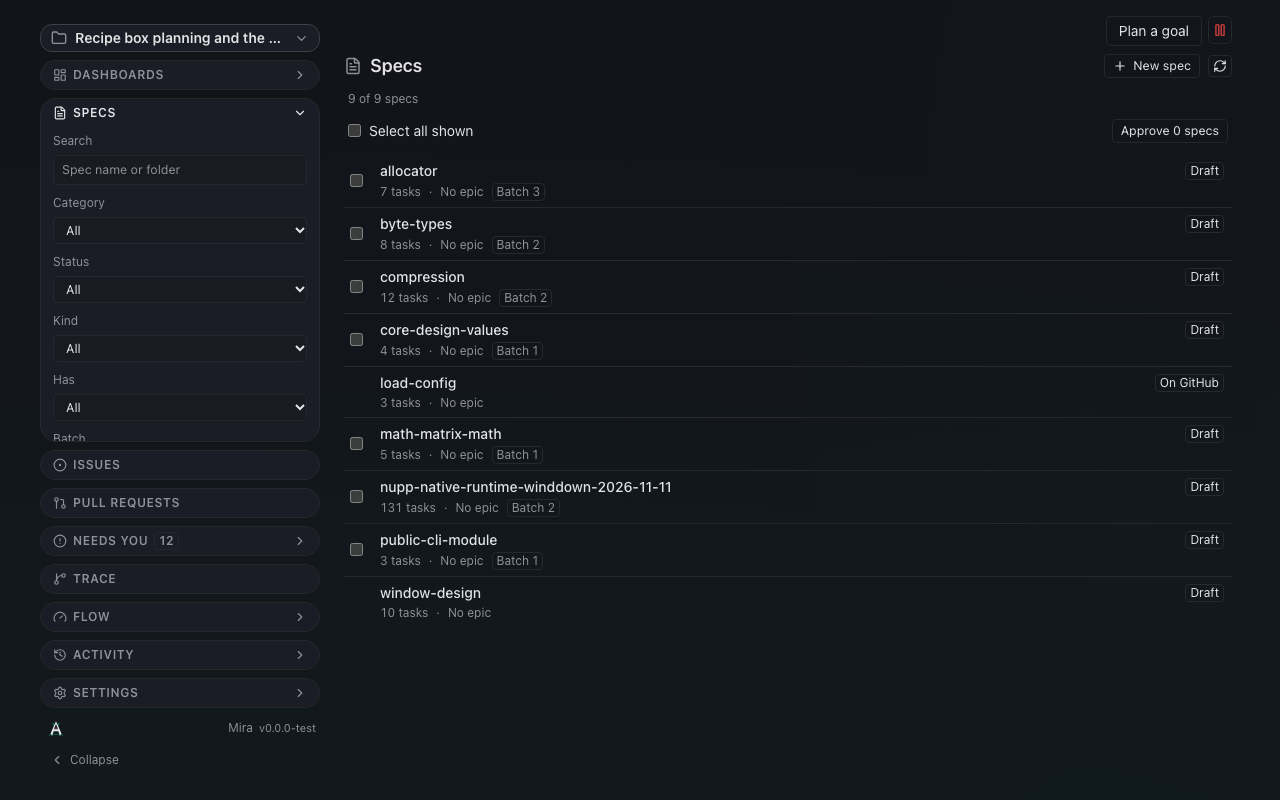 Recipe box planning and the ...
DASHBOARDS
SPECS
Search
Spec name or folder
Category
All
Status
All
Kind
All
Has
All
Batch
ISSUES
PULL REQUESTS
NEEDS YOU 12
TRACE
FLOW
ACTIVITY
SETTINGS
Mira v0.0.0-test
Collapse
Plan a goal
Specs
New spec
9 of 9 specs
Select all shown
Approve 0 specs
allocator
Draft
7 tasks · No epic Batch 3
byte-types
Draft
8 tasks · No epic Batch 2
compression
Draft
12 tasks · No epic Batch 2
core-design-values
Draft
4 tasks · No epic Batch 1
load-config
On GitHub
3 tasks · No epic
math-matrix-math
Draft
5 tasks · No epic Batch 1
nupp-native-runtime-winddown-2026-11-11
Draft
131 tasks · No epic Batch 2
public-cli-module
Draft
3 tasks · No epic Batch 1
window-design
Draft
10 tasks · No epic